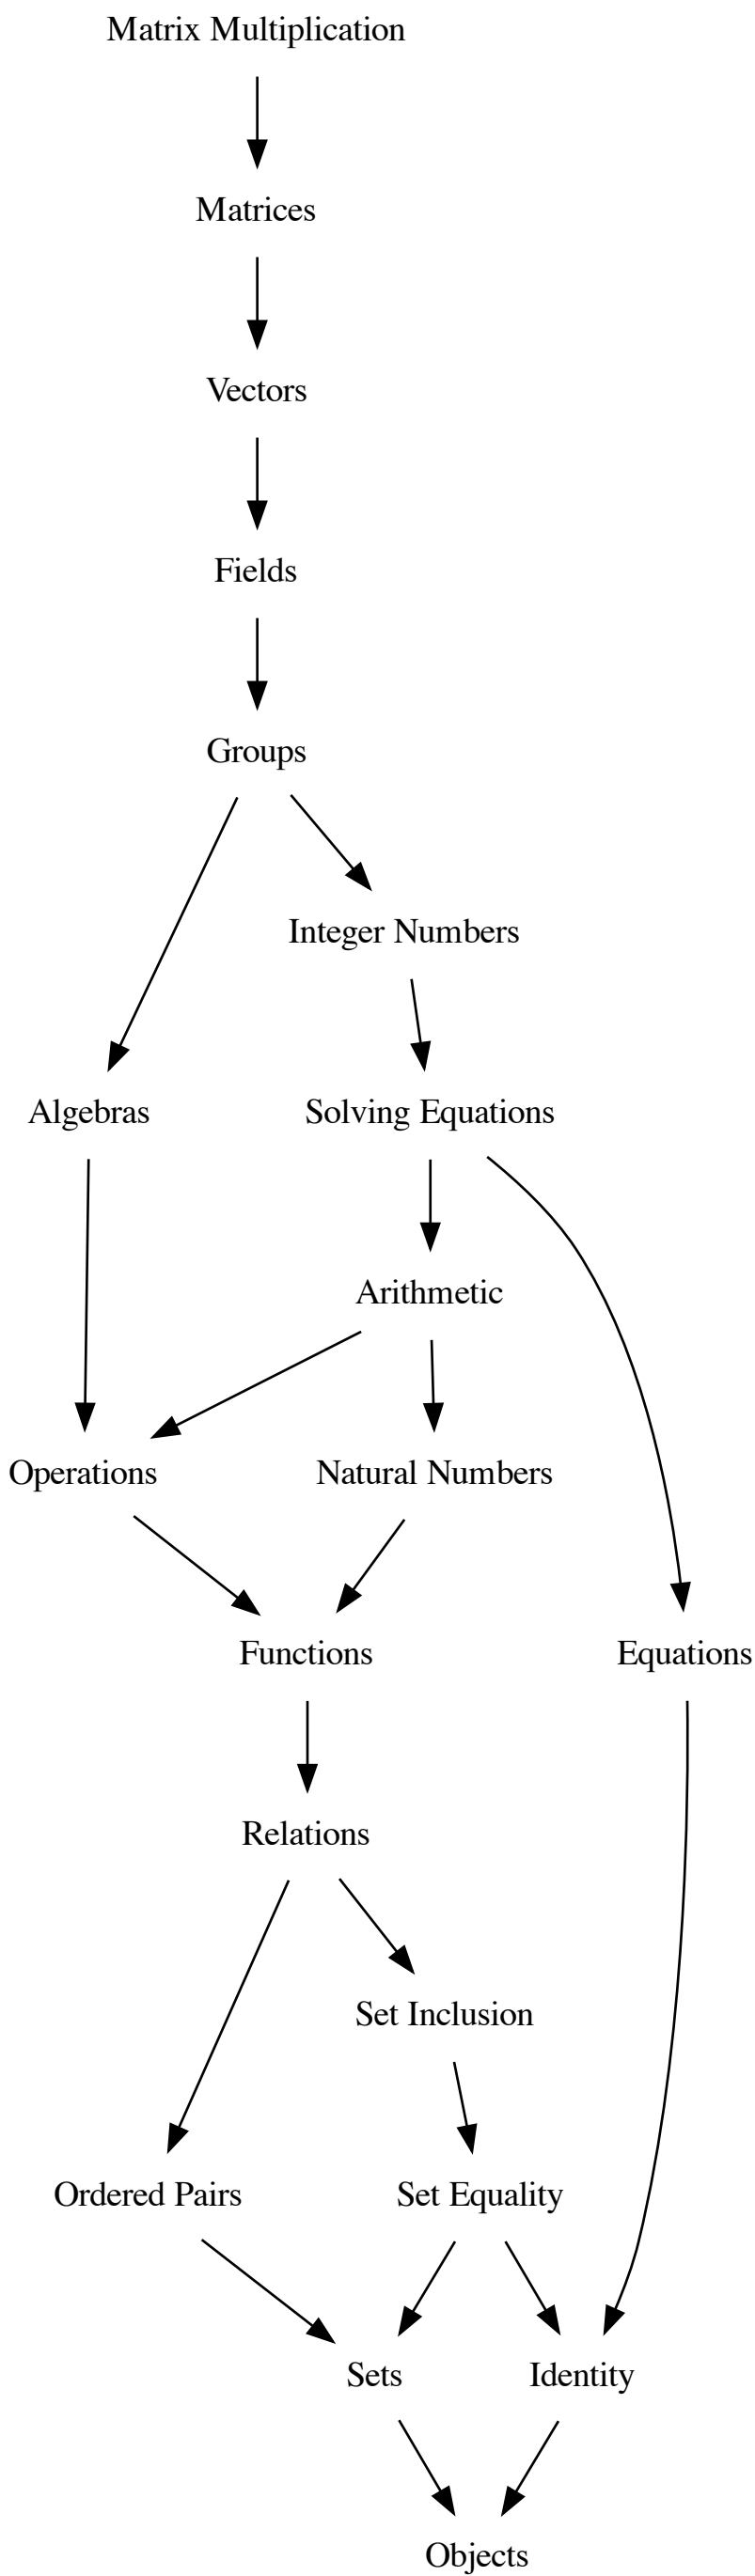 Matrix Multiplication
Matrices
Vectors
Fields
Groups
Integer Numbers
Algebras
Solving Equations
Arithmetic
Operations
Natural Numbers
Functions
Equations
Relations
Set Inclusion
Ordered Pairs
Set Equality
Sets
Identity
Objects